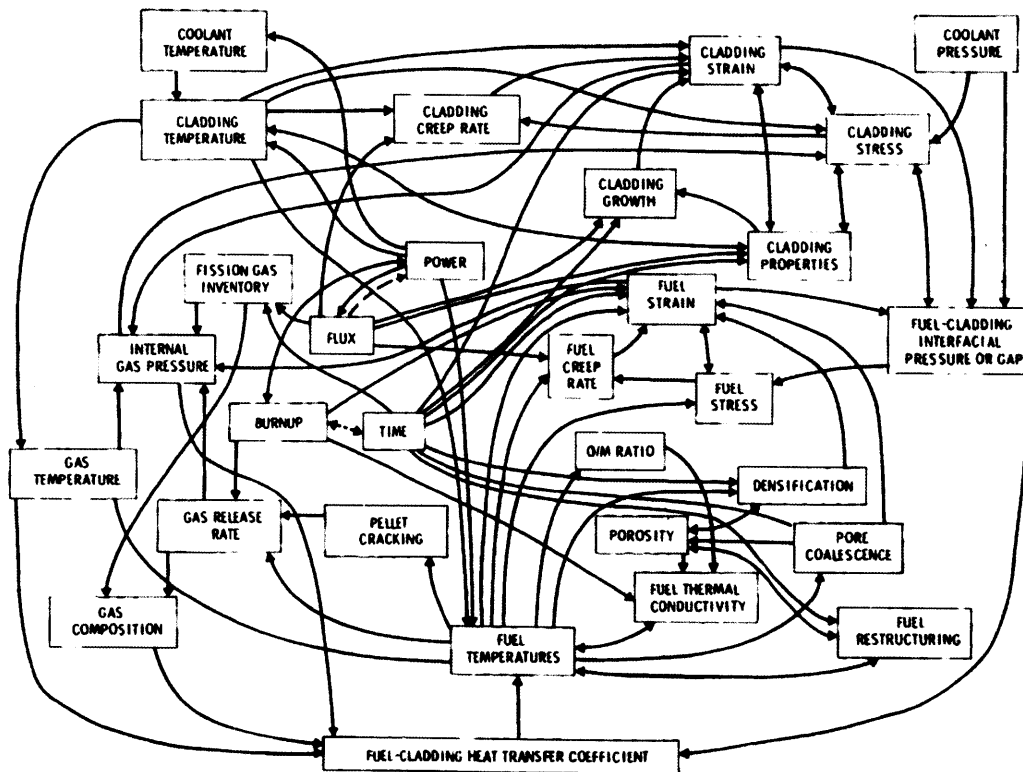 COOLANT
TEMPERATURE
CLADDING
STRAIN
COOLANT
PRESSURE
CLADDING
TEMPERATURE
CLADDING
CREEP RATE
CLADDING
STRESS
CLADDING
GROWTH
CLADDING
PROPERTIES
POWER
FISSION GAS
INVENTORY
FUEL
STRAIN
FLUX
INTERNAL
GAS PRESSURE
FUEL
CREEP
RATE
FUEL-CLADDING
INTERFACIAL
PRESSURE OR GAP
FUEL
STRESS
BURNUP
TIME
O/M RATIO
GAS
TEMPERATURE
DENSIFICATION
GAS RELEASE
RATE
PELLET
CRACKING
POROSITY
PORE
COALESCENCE
FUEL THERMAL
CONDUCTIVITY
GAS
COMPOSITION
FUEL
RESTRUCTURING
FUEL
TEMPERATURES
FUEL-CLADDING HEAT TRANSFER COEFFICIENT